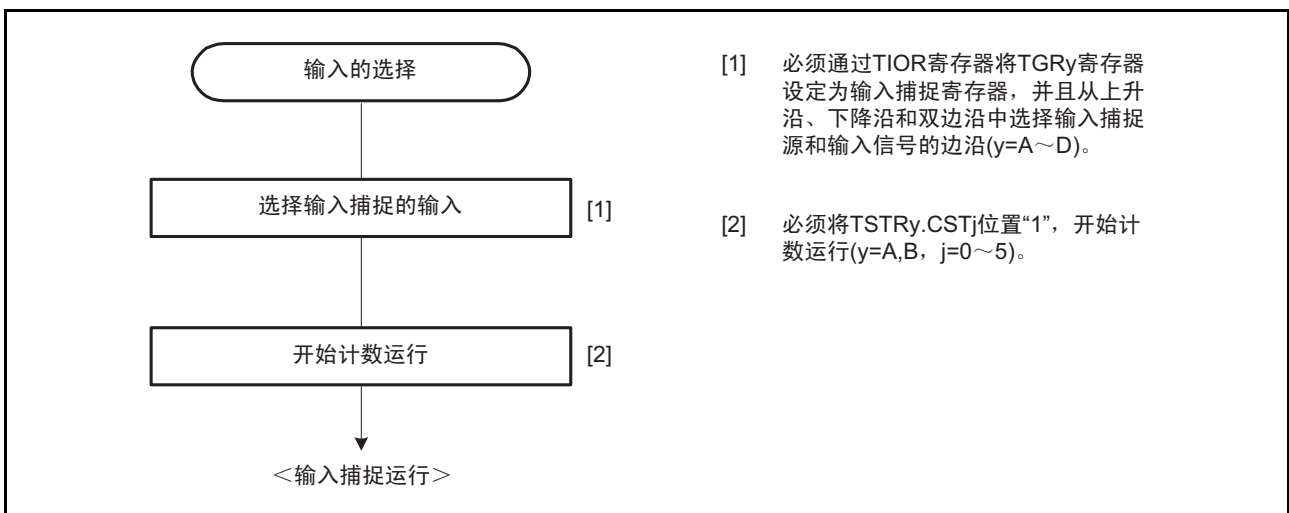 输入的选择
选择输入捕捉的输入
[1]
开始计数运行
[2]
＜输入捕捉运行＞
[1] 必须通过TIOR寄存器将TGRy寄存器
设定为输入捕捉寄存器，并且从上升
沿、下降沿和双边沿中选择输入捕捉
源和输入信号的边沿(y=A～D)。
[2] 必须将TSTRy.CSTj位置“1”，开始计
数运行(y=A,B，j=0～5)。